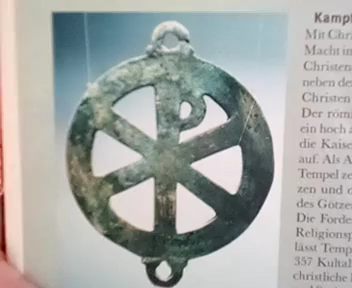 Kampf
Mit Chri
Macht in
Christen
neben de
Christen
Der röm
ein hoch a
die Kaise
auf. Als A
Tempel ze
zen und e
des Götze
Die Forde
Religionsp
lässt Temp
357 Kultal
christliche